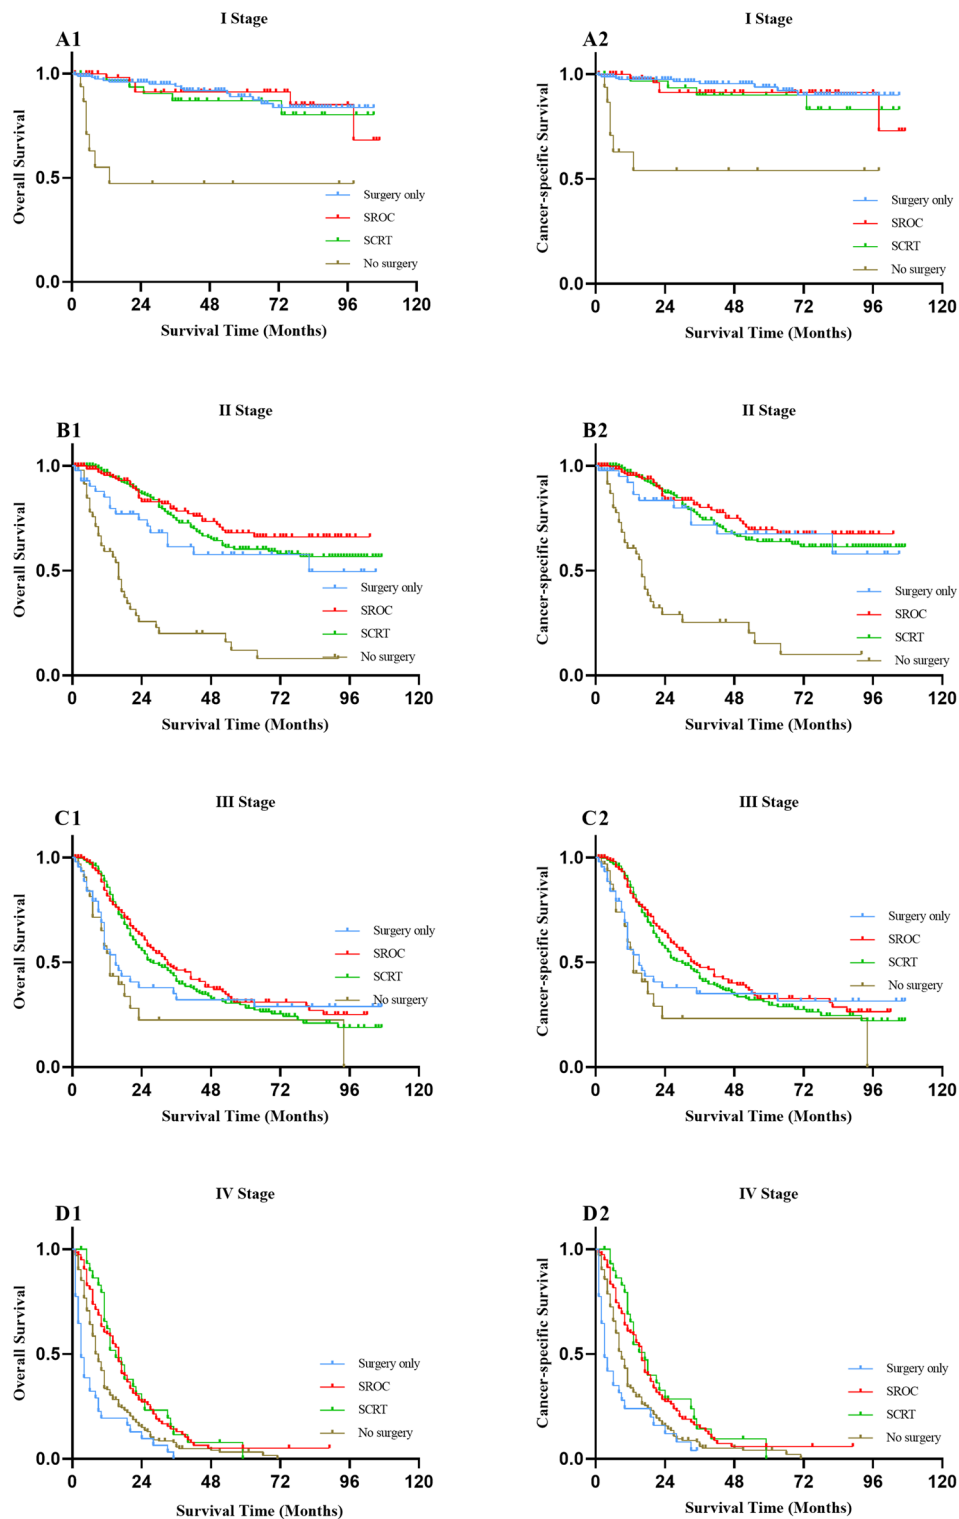 I Stage
A1
Overall Survival
1.0
0.5
0.0
Surgery only
SROC
SCRT
No surgery
0 24 48 72 96 120
Survival Time (Months)
I Stage
A2
Cancer-specific Survival
1.0
0.5
0.0
Surgery only
SROC
SCRT
No surgery
0 24 48 72 96 120
Survival Time (Months)
II Stage
B1
Overall Survival
1.0
0.5
0.0
Surgery only
SROC
SCRT
No surgery
0 24 48 72 96 120
Survival Time (Months)
II Stage
B2
Cancer-specific Survival
1.0
0.5
0.0
Surgery only
SROC
SCRT
No surgery
0 24 48 72 96 120
Survival Time (Months)
III Stage
C1
Overall Survival
1.0
0.5
0.0
Surgery only
SROC
SCRT
No surgery
0 24 48 72 96 120
Survival Time (Months)
III Stage
C2
Cancer-specific Survival
1.0
0.5
0.0
Surgery only
SROC
SCRT
No surgery
0 24 48 72 96 120
Survival Time (Months)
IV Stage
D1
Overall Survival
1.0
0.5
0.0
Surgery only
SROC
SCRT
No surgery
0 24 48 72 96 120
Survival Time (Months)
IV Stage
D2
Cancer-specific Survival
1.0
0.5
0.0
Surgery only
SROC
SCRT
No surgery
0 24 48 72 96 120
Survival Time (Months)